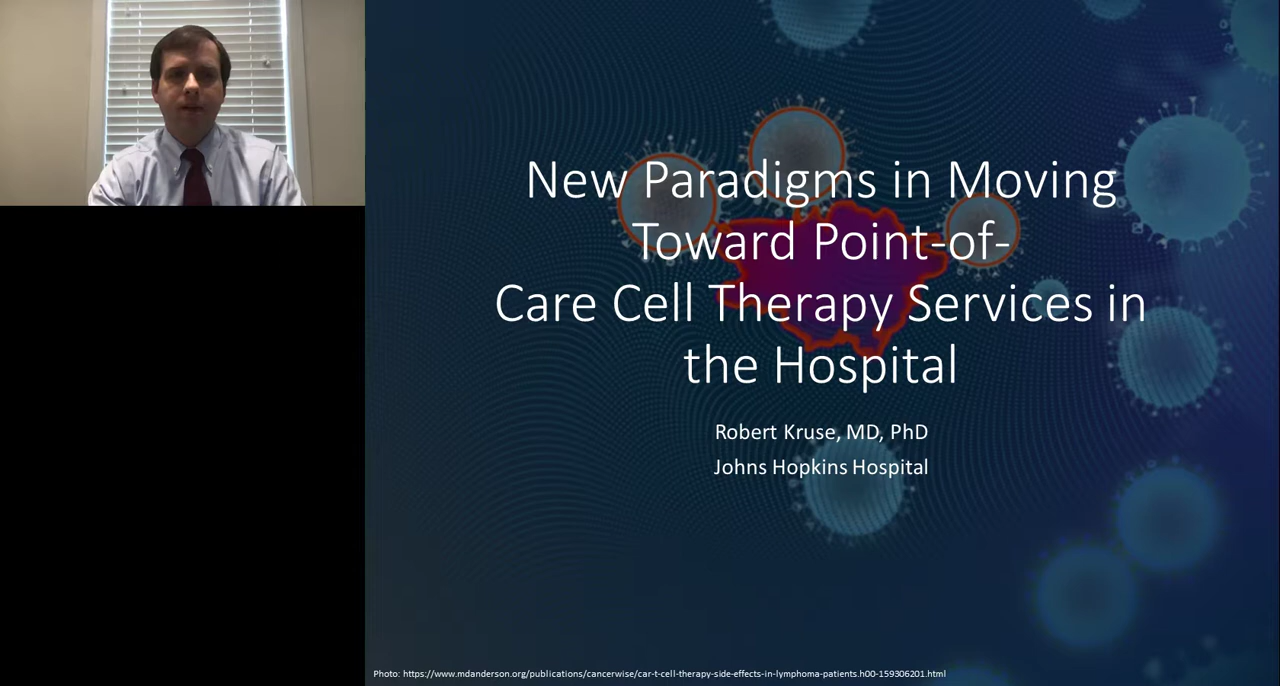 New Paradigms in Moving
Toward Point-of-
Care Cell Therapy Services in
the Hospital
Robert Kruse, MD, PhD
Johns Hopkins Hospital
Photo: https://www.mdanderson.org/publications/cancerwise/car-t-cell-therapy-side-effects-in-lymphoma-patients.h00-159306201.html